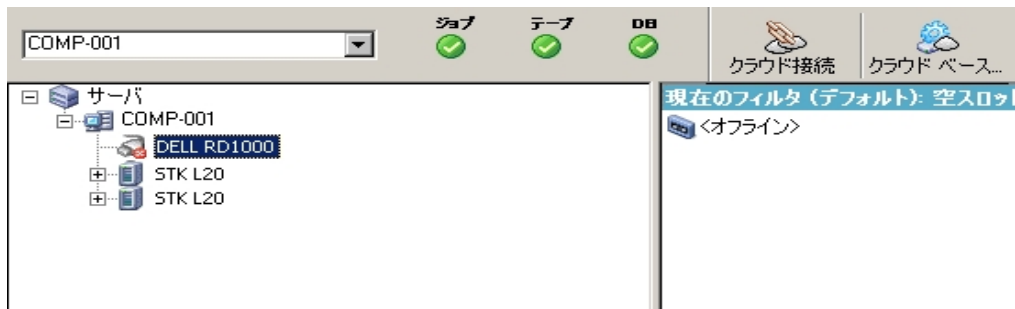 COMP-001
ジョブ
テープ
DB
クラウド接続
クラウド ベース...
サーバ
COMP-001
DELL RD1000
STK L20
STK L20
現在のフィルタ (デフォルト): 空スロッ
<オフライン>